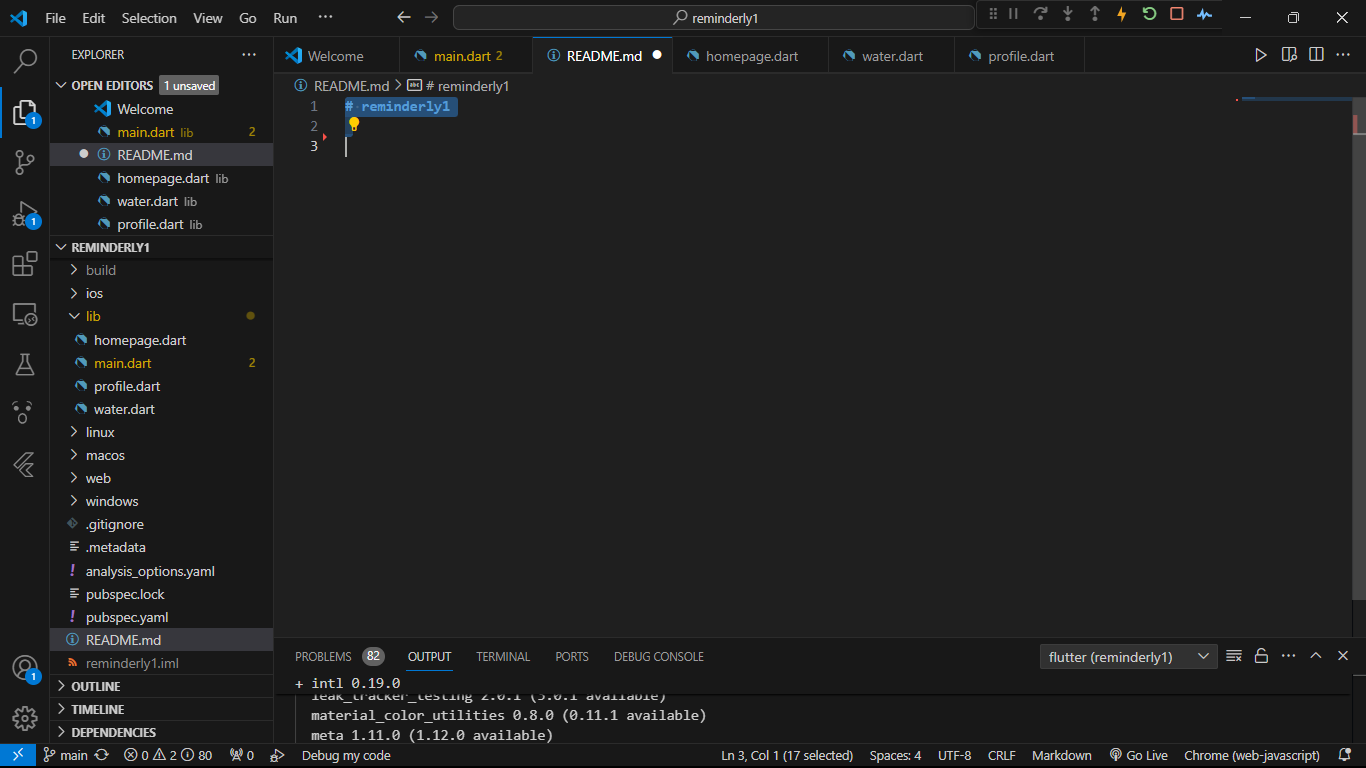 File Edit Selection View Go Run ··· reminderly1
EXPLORER ···
OPEN EDITORS 1 unsaved
Welcome
main.dart lib 2
README.md
homepage.dart lib
water.dart lib
profile.dart lib
REMINDERLY1
build
ios
lib
homepage.dart
main.dart 2
profile.dart
water.dart
linux
macos
web
windows
.gitignore
.metadata
analysis_options.yaml
pubspec.lock
pubspec.yaml
README.md
reminderly1.iml
OUTLINE
TIMELINE
DEPENDENCIES
1
1
1
Welcome main.dart 2 README.md homepage.dart water.dart profile.dart
README.md > # reminderly1
1 # reminderly1
2
3
PROBLEMS 82 OUTPUT TERMINAL PORTS DEBUG CONSOLE flutter (reminderly1)
+ intl 0.19.0
leak_tracker_testing 2.0.1 (3.0.1 available)
material_color_utilities 0.8.0 (0.11.1 available)
meta 1.11.0 (1.12.0 available)
main 0 2 80 0 Debug my code Ln 3, Col 1 (17 selected) Spaces: 4 UTF-8 CRLF Markdown Go Live Chrome (web-javascript)